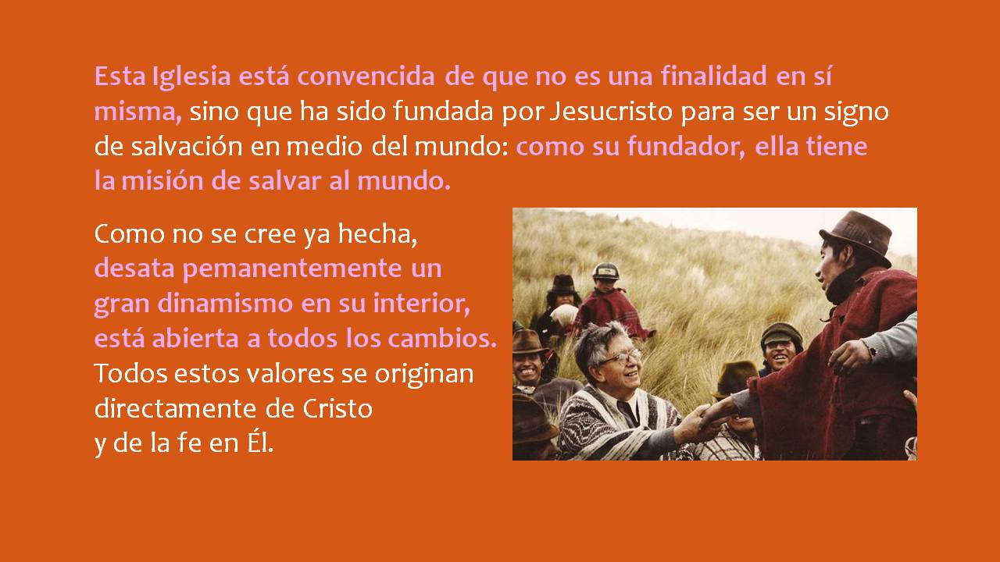 Esta Iglesia está convencida de que no es una finalidad en sí
misma, sino que ha sido fundada por Jesucristo para ser un signo
de salvación en medio del mundo: como su fundador, ella tiene
la misión de salvar al mundo.
Como no se cree ya hecha,
desata pemanentemente un
gran dinamismo en su interior,
está abierta a todos los cambios.
Todos estos valores se originan
directamente de Cristo
y de la fe en Él.